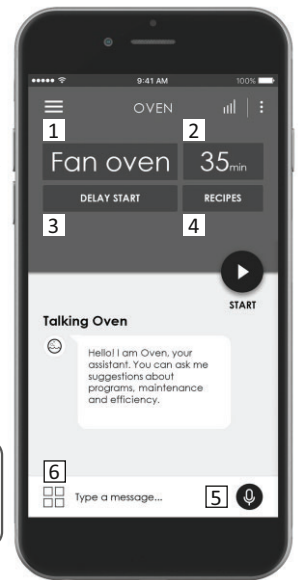 9:41 AM
100%
OVEN
1
2
Fan oven
35min
DELAY START
RECIPES
3
4
START
Talking Oven
Hello! I am Oven, your
assistant. You can ask me
suggestions about
programs, maintenance
and efficiency.
6
Type a message...
5